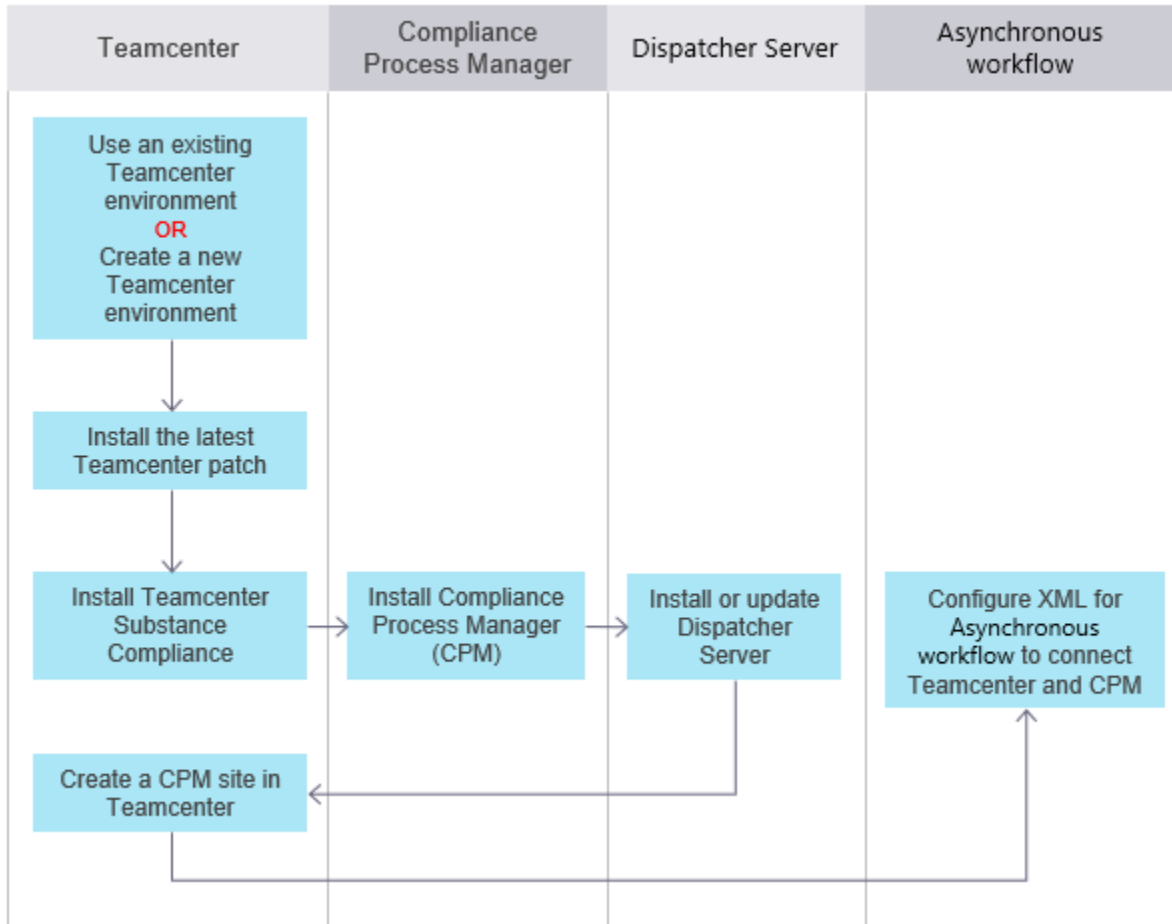 Teamcenter
Compliance
Process Manager
Dispatcher Server
Asynchronous
workflow
Use an existing
Teamcenter
environment
OR
Create a new
Teamcenter
environment
Install the latest
Teamcenter patch
Install Teamcenter
Substance
Compliance
Install Compliance
Process Manager
(CPM)
Install or update
Dispatcher
Server
Configure XML for
Asynchronous
workflow to connect
Teamcenter and CPM
Create a CPM site in
Teamcenter